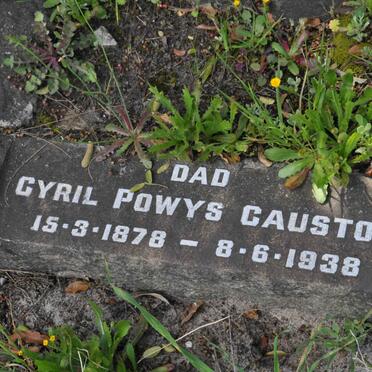 DAD
CYRIL POWYS CAUSTO
15·3·1878 – 8·6·1938